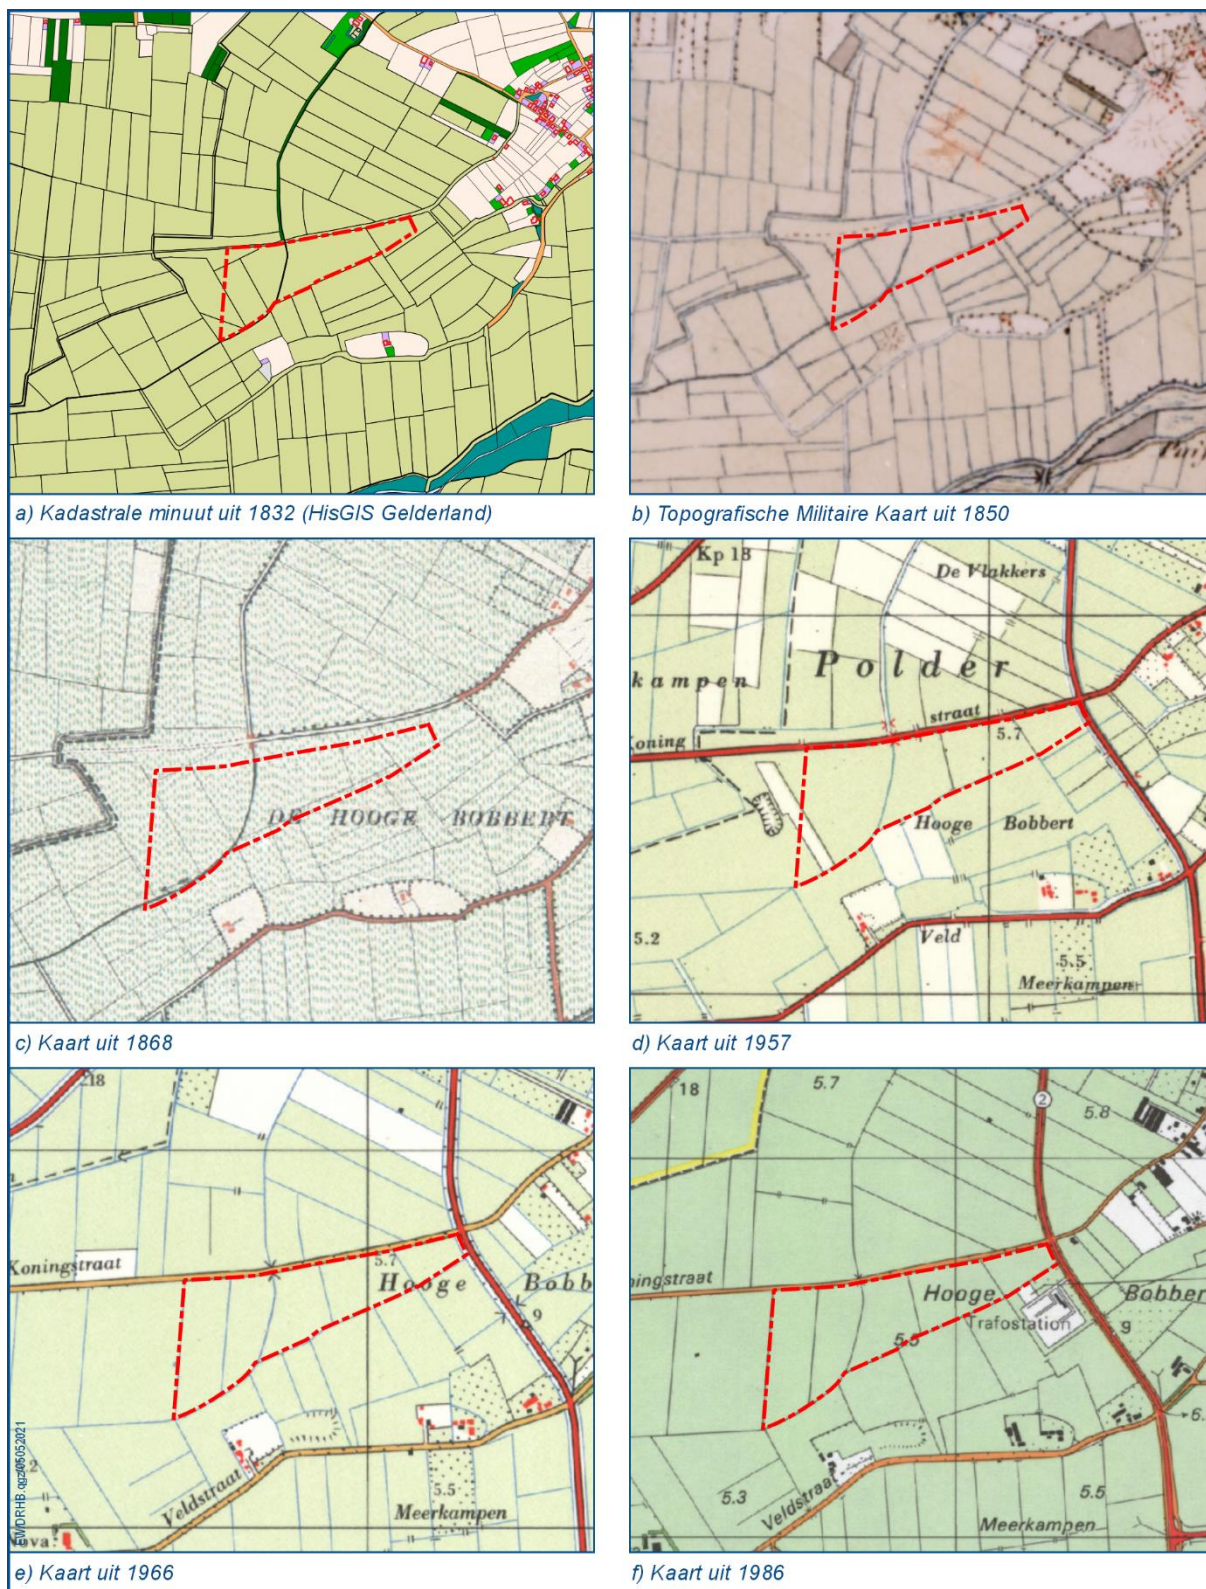 a) Kadastrale minuut uit 1832 (HisGIS Gelderland)
b) Topografische Militaire Kaart uit 1850
DE HOOGE BOBBERT
c) Kaart uit 1868
Kp 18
De Vlakkers
Polder
kampen
straat
Koning
5.7
Hooge Bobbert
5.2
Veld
5.5
Meerkampen
d) Kaart uit 1957
18
Koningstraat
5.7
Hooge Bobb
9
Veldstraat
5.5
Meerkampen
e) Kaart uit 1966
18
5.7
2
5.8
ningstraat
Hooge
Bobber
Trafostation
9
5.5
5.3
Veldstraat
5.5
Meerkampen
f) Kaart uit 1986